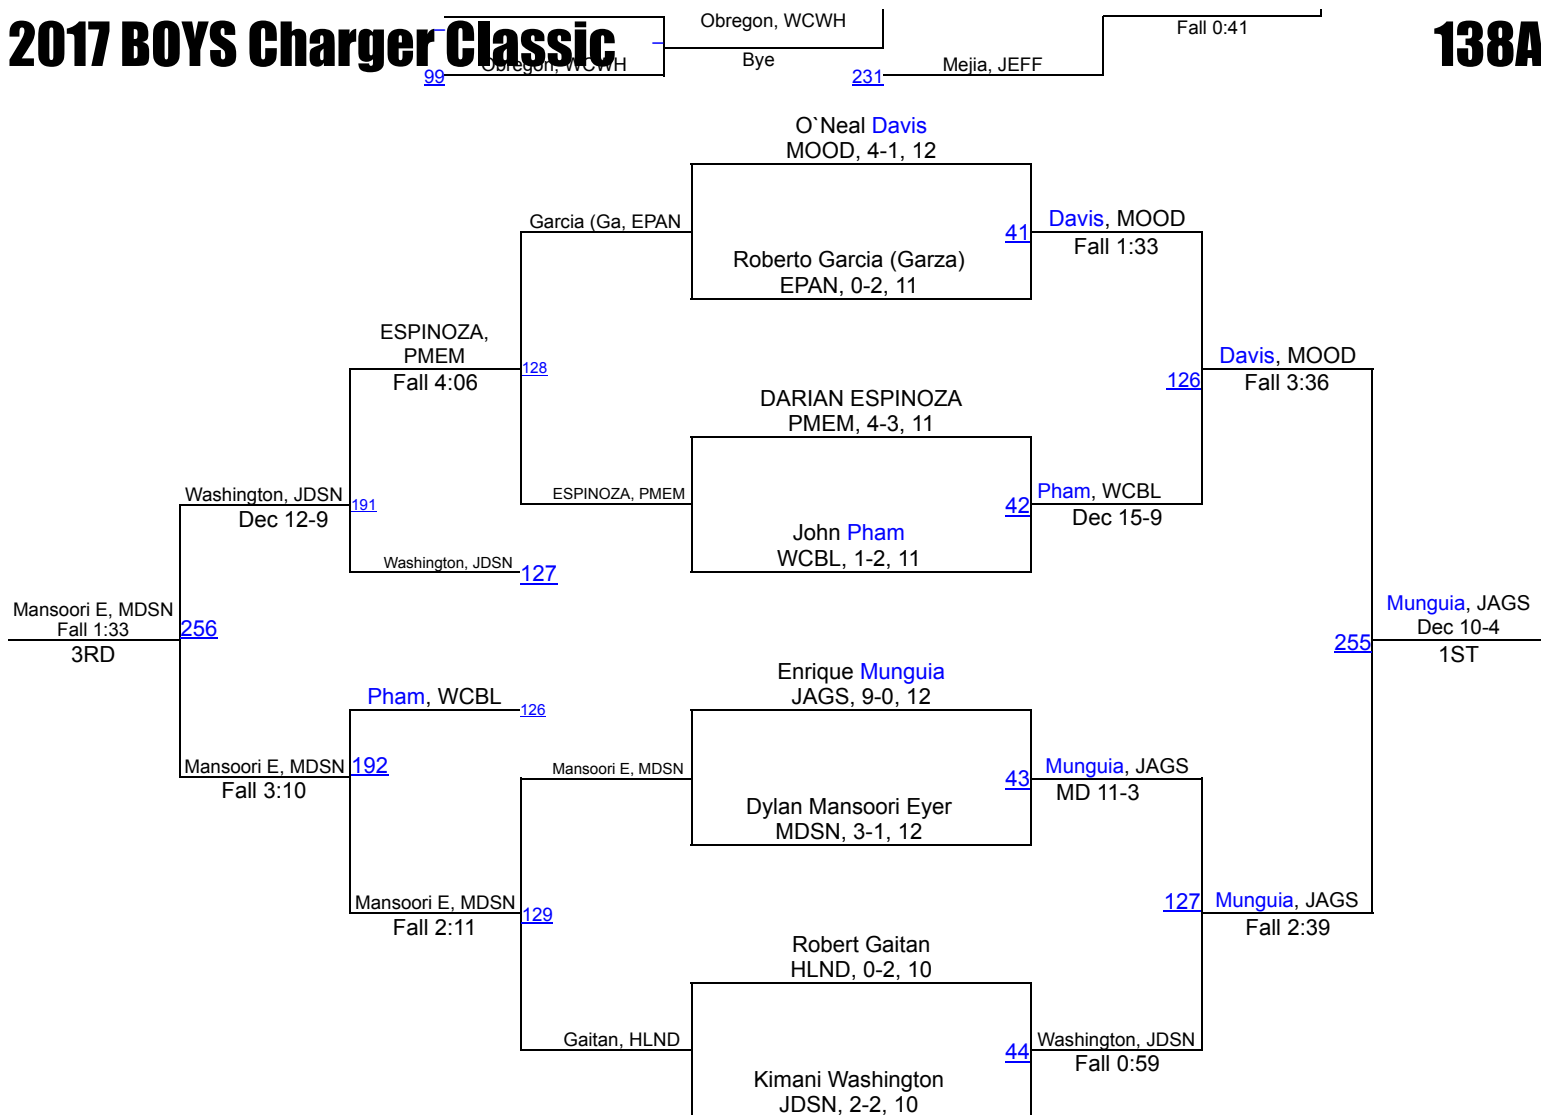 Obregon, WCWH
Fall 0:41
2017 BOYS Charger Classic
138A
Bye
99
Obregon, WCWH
231
Mejia, JEFF
O`Neal Davis
MOOD, 4-1, 12
Garcia (Ga, EPAN
41
Davis, MOOD
Fall 1:33
Roberto Garcia (Garza)
EPAN, 0-2, 11
ESPINOZA,
PMEM
Fall 4:06
128
126
Davis, MOOD
Fall 3:36
DARIAN ESPINOZA
PMEM, 4-3, 11
Washington, JDSN
Dec 12-9
191
ESPINOZA, PMEM
42
Pham, WCBL
Dec 15-9
John Pham
WCBL, 1-2, 11
Washington, JDSN
127
Mansoori E, MDSN
Fall 1:33
3RD
256
255
Munguia, JAGS
Dec 10-4
1ST
Enrique Munguia
JAGS, 9-0, 12
Pham, WCBL
126
Mansoori E, MDSN
Fall 3:10
192
Mansoori E, MDSN
43
Munguia, JAGS
MD 11-3
Dylan Mansoori Eyer
MDSN, 3-1, 12
Mansoori E, MDSN
Fall 2:11
129
127
Munguia, JAGS
Fall 2:39
Robert Gaitan
HLND, 0-2, 10
Gaitan, HLND
44
Washington, JDSN
Fall 0:59
Kimani Washington
JDSN, 2-2, 10